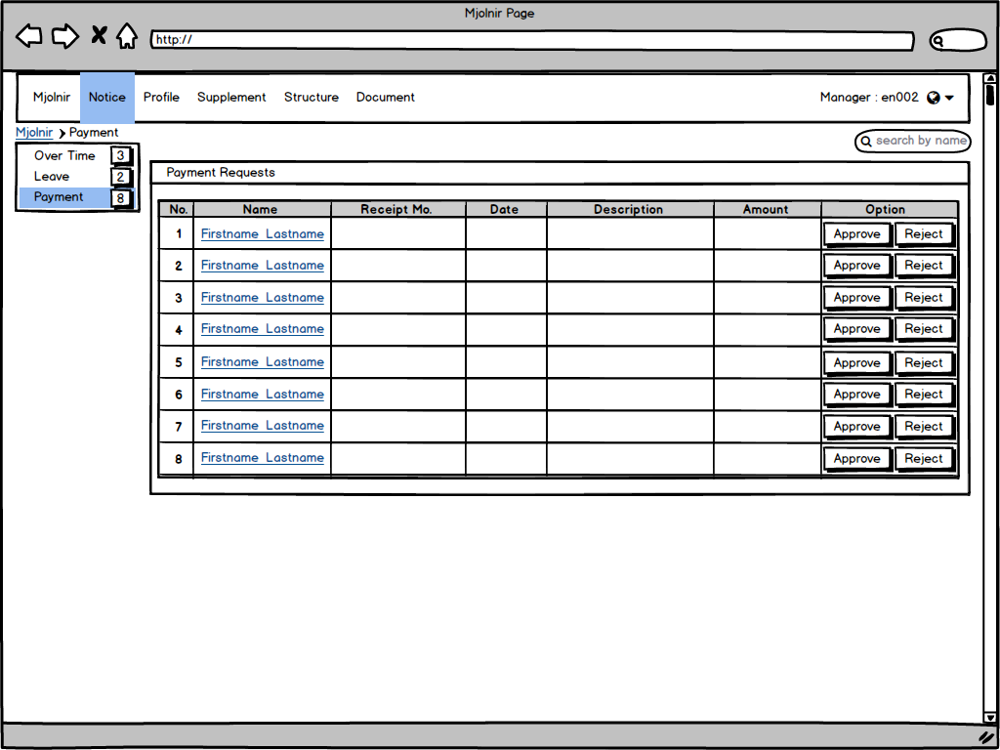 Mjolnir Page
http://
Mjolnir Notice Profile Supplement Structure Document Manager : en002
Mjolnir Payment
search by name
Over Time 3
Leave 2
Payment 8
Payment Requests
No. Name Receipt Mo. Date Description Amount Option
1 Firstname Lastname Approve Reject
2 Firstname Lastname Approve Reject
3 Firstname Lastname Approve Reject
4 Firstname Lastname Approve Reject
5 Firstname Lastname Approve Reject
6 Firstname Lastname Approve Reject
7 Firstname Lastname Approve Reject
8 Firstname Lastname Approve Reject